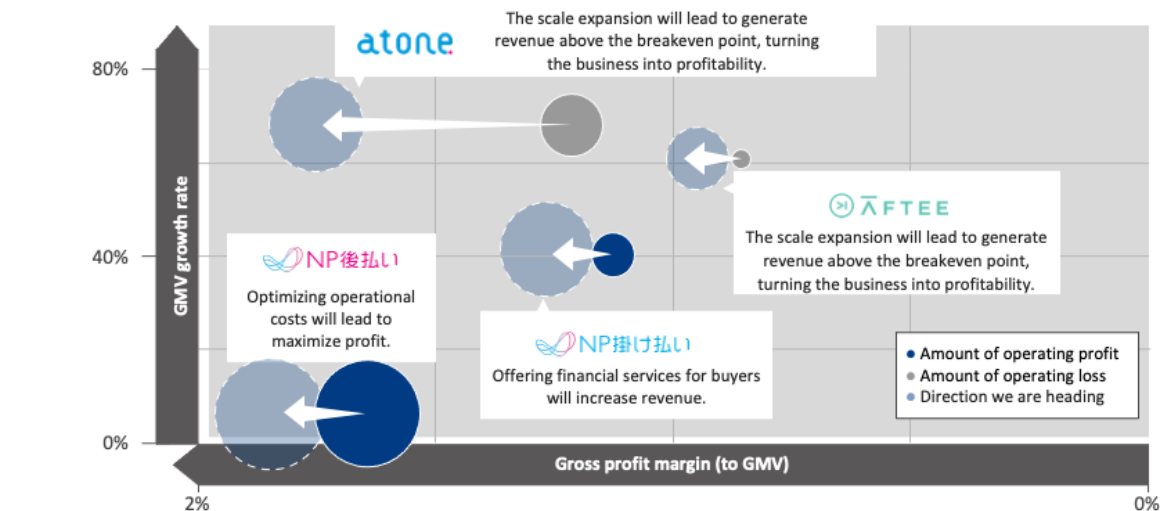 atone
The scale expansion will lead to generate
revenue above the breakeven point, turning
the business into profitability.
80%
GMV growth rate
AFTEE
The scale expansion will lead to generate
revenue above the breakeven point,
turning the business into profitability.
40%
NP後払い
Optimizing operational
costs will lead to
maximize profit.
NP掛け払い
Offering financial services for buyers
will increase revenue.
Amount of operating profit
Amount of operating loss
Direction we are heading
0%
Gross profit margin (to GMV)
2%
0%